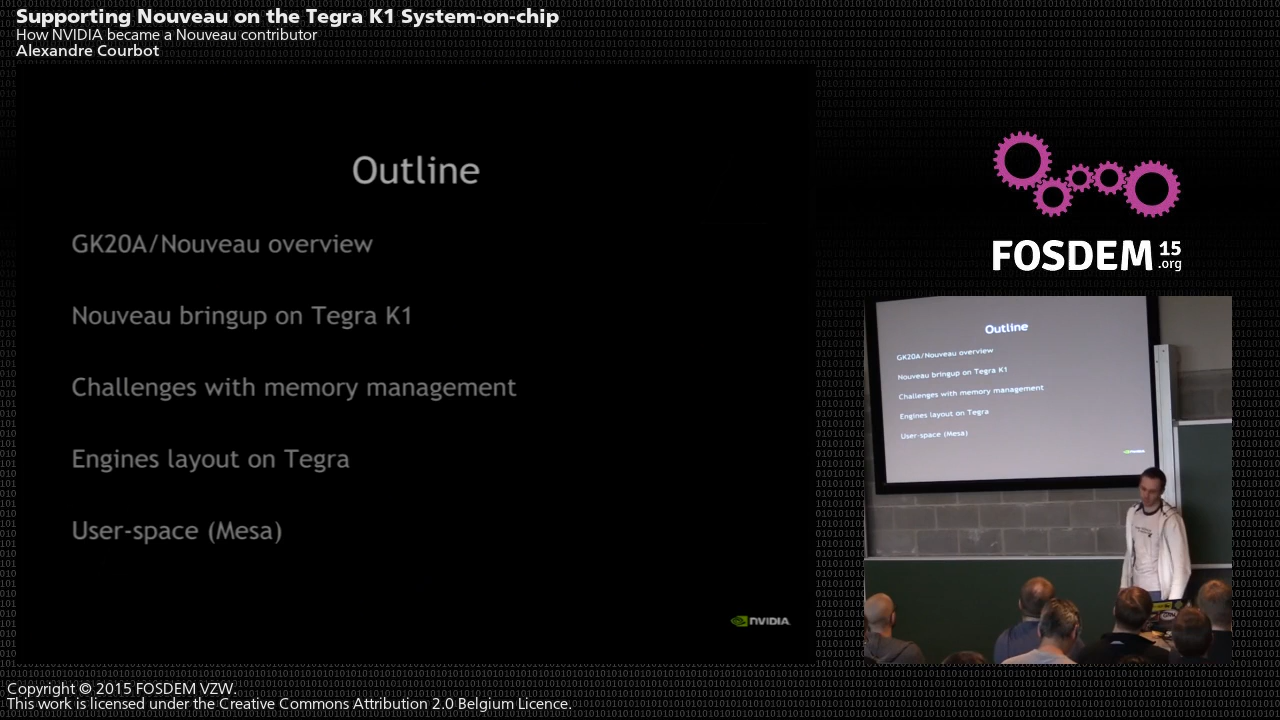 Supporting Nouveau on the Tegra K1 System-on-chip
How NVIDIA became a Nouveau contributor
Alexandre Courbot
Outline
GK20A/Nouveau overview
Nouveau bringup on Tegra K1
Challenges with memory management
Engines layout on Tegra
User-space (Mesa)
NVIDIA
FOSDEM 15
.org
Outline
GK20A/Nouveau overview
Nouveau bringup on Tegra K1
Challenges with memory management
Engines layout on Tegra
User-space (Mesa)
NVIDIA
Copyright © 2015 FOSDEM VZW.
This work is licensed under the Creative Commons Attribution 2.0 Belgium Licence.